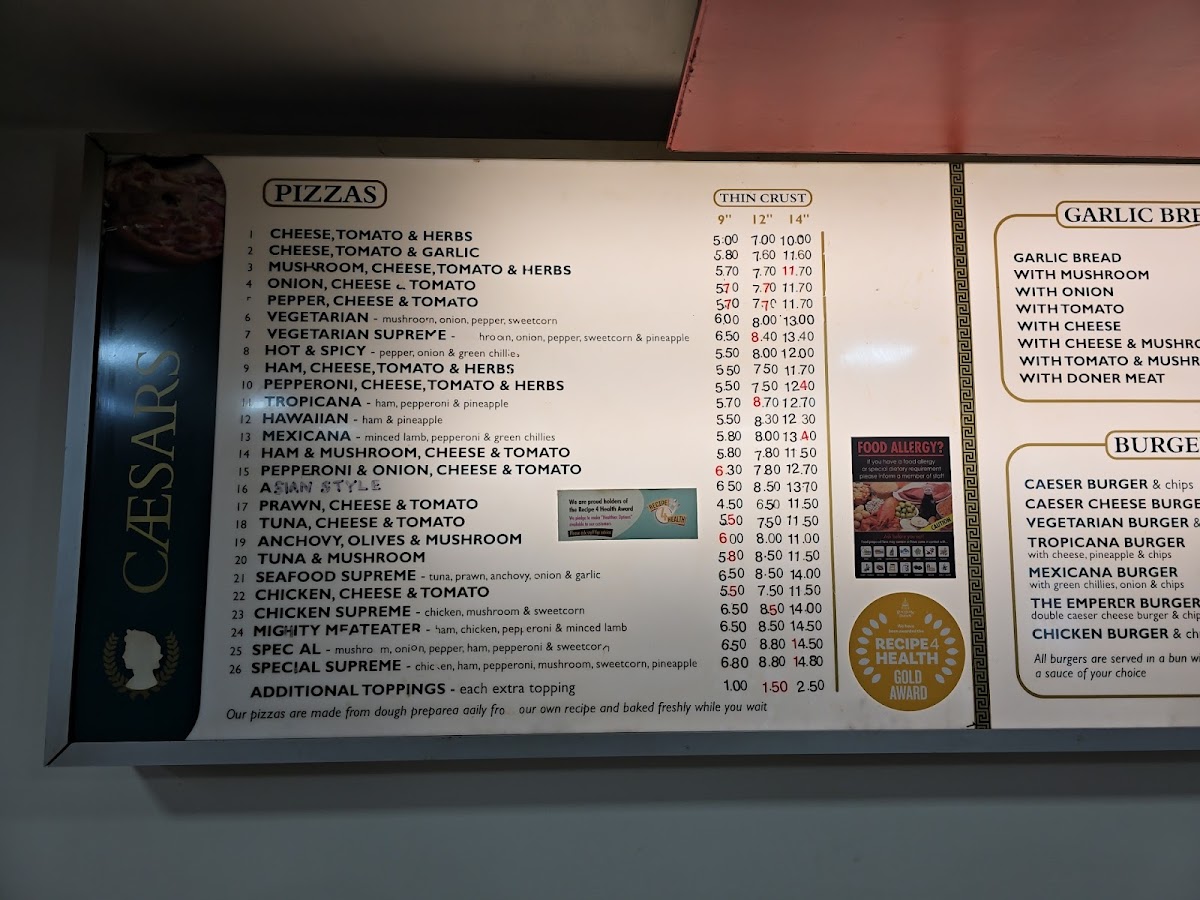 CÆSARS
PIZZAS
THIN CRUST
9" 12" 14"
1 CHEESE, TOMATO & HERBS 5.00 7.00 10.00
2 CHEESE, TOMATO & GARLIC 5.80 7.60 11.60
3 MUSHROOM, CHEESE, TOMATO & HERBS 5.70 7.70 11.70
4 ONION, CHEESE & TOMATO 5.70 7.70 11.70
PEPPER, CHEESE & TOMATO 5.70 7.70 11.70
6 VEGETARIAN - mushroom, onion, pepper, sweetcorn 6.00 8.00 13.00
7 VEGETARIAN SUPREME - hroom, onion, pepper, sweetcorn & pineapple 6.50 8.40 13.40
8 HOT & SPICY - pepper, onion & green chillies 5.50 8.00 12.00
9 HAM, CHEESE, TOMATO & HERBS 5.50 7.50 11.70
10 PEPPERONI, CHEESE, TOMATO & HERBS 5.50 7.50 12.40
11 TROPICANA - ham, pepperoni & pineapple 5.70 8.70 12.70
12 HAWAIIAN - ham & pineapple 5.50 8.30 12.30
13 MEXICANA - minced lamb, pepperoni & green chillies 5.80 8.00 13.40
14 HAM & MUSHROOM, CHEESE & TOMATO 5.80 7.80 11.50
15 PEPPERONI & ONION, CHEESE & TOMATO 6.30 7.80 12.70
16 ASIAN STYLE 6.50 8.50 13.70
17 PRAWN, CHEESE & TOMATO 4.50 6.50 11.50
18 TUNA, CHEESE & TOMATO 5.50 7.50 11.50
19 ANCHOVY, OLIVES & MUSHROOM 6.00 8.00 11.00
20 TUNA & MUSHROOM 5.80 8.50 11.50
21 SEAFOOD SUPREME - tuna, prawn, anchovy, onion & garlic 6.50 8.50 14.00
22 CHICKEN, CHEESE & TOMATO 5.50 7.50 11.50
23 CHICKEN SUPREME - chicken, mushroom & sweetcorn 6.50 8.50 14.00
24 MIGHTY MEATEATER - ham, chicken, pepperoni & minced lamb 6.50 8.50 14.50
25 SPEC AL - mushro m, onion, pepper, ham, pepperoni & sweetcorn 6.50 8.80 14.50
26 SPECIAL SUPREME - chicken, ham, pepperoni, mushroom, sweetcorn, pineapple 6.80 8.80 14.80
ADDITIONAL TOPPINGS - each extra topping 1.00 1.50 2.50
Our pizzas are made from dough prepared daily fro our own recipe and baked freshly while you wait
We are proud holders of
the Recipe 4 Health Award
RECIPE
4
HEALTH
FOOD ALLERGY?
If you have a food allergy
or special dietary requirement
please inform a member of staff
CAUTION
RECIPE 4
HEALTH
GOLD
AWARD
GARLIC BRE
GARLIC BREAD
WITH MUSHROOM
WITH ONION
WITH TOMATO
WITH CHEESE
WITH CHEESE & MUSHRO
WITH TOMATO & MUSHR
WITH DONER MEAT
BURGE
CAESER BURGER & chips
CAESER CHEESE BURGE
VEGETARIAN BURGER &
TROPICANA BURGER
with cheese, pineapple & chips
MEXICANA BURGER
with green chillies, onion & chips
THE EMPERER BURGER
double caeser cheese burger & chip
CHICKEN BURGER & ch
All burgers are served in a bun wi
a sauce of your choice